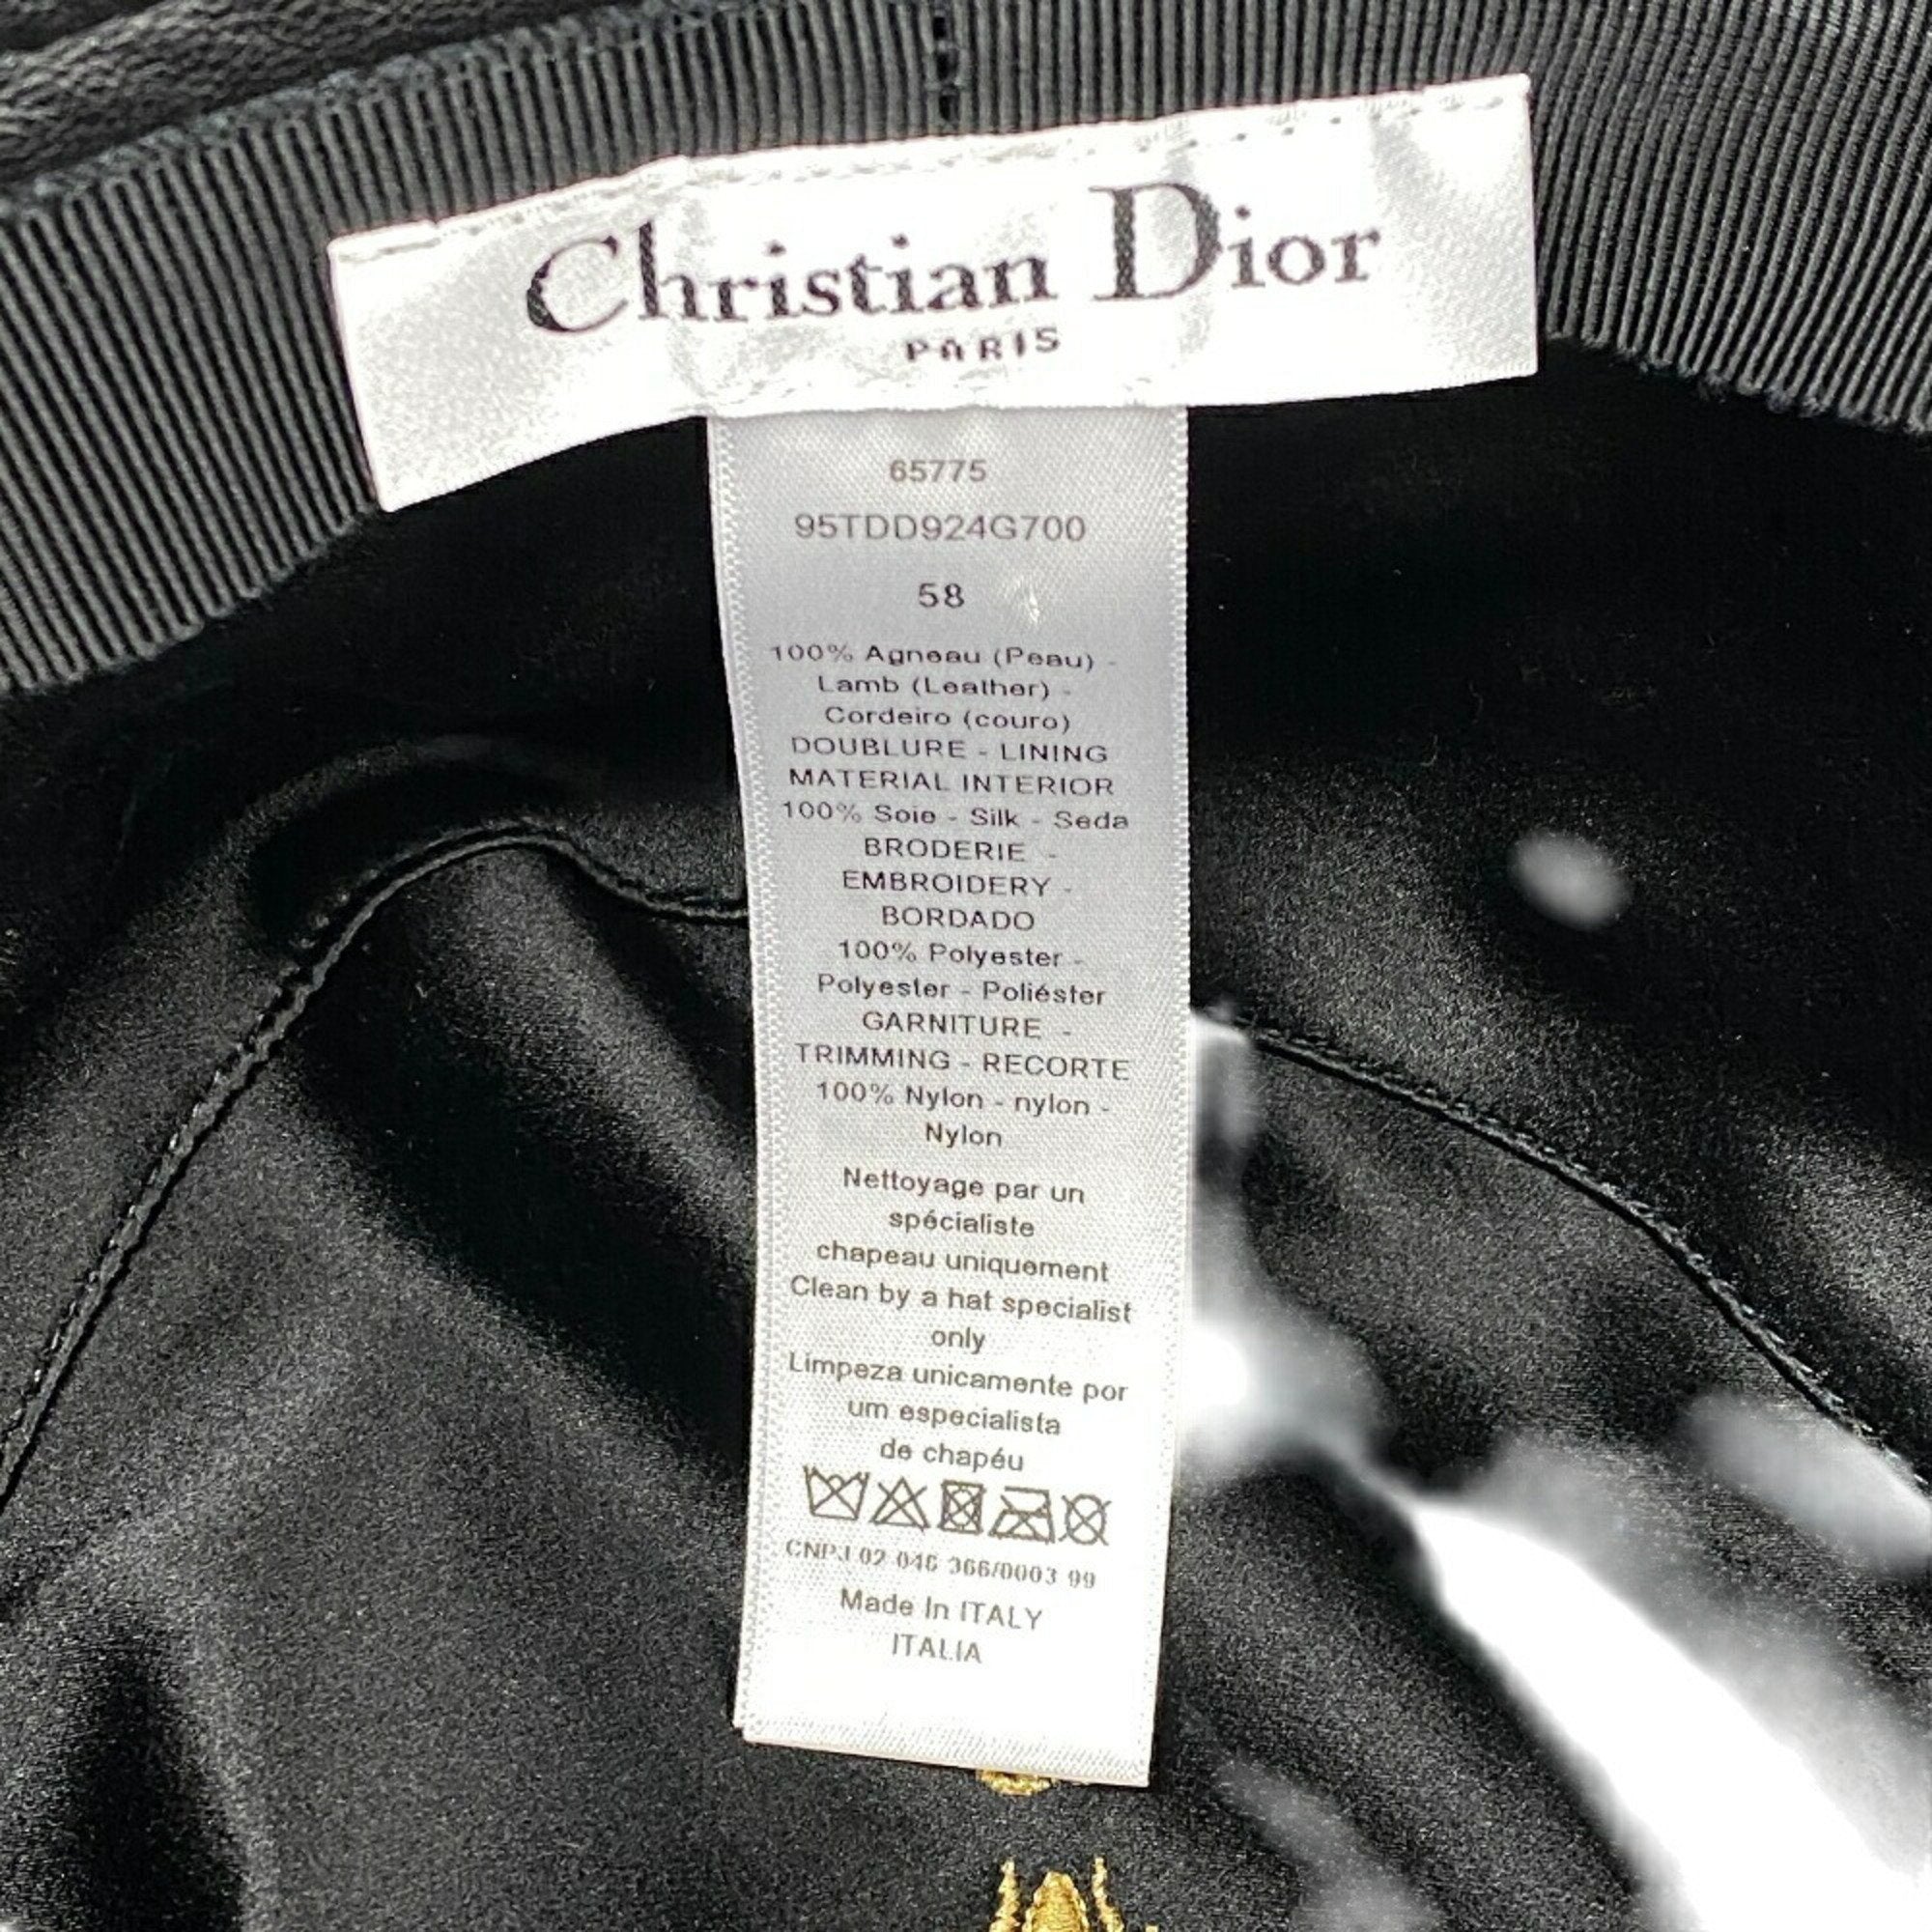 Christian Dior
PARIS
65775
95TDD924G700
58
100% Agneau (Peau) -
Lamb (Leather) -
Cordeiro (couro)
DOUBLURE - LINING
MATERIAL INTERIOR
100% Soie - Silk - Seda
BRODERIE -
EMBROIDERY -
BORDADO
100% Polyester -
Polyester - Poliéster
GARNITURE -
TRIMMING - RECORTE
100% Nylon - nylon -
Nylon
Nettoyage par un
spécialiste
chapeau uniquement
Clean by a hat specialist
only
Limpeza unicamente por
um especialista
de chapéu
CNPJ 02 046 366/0003 99
Made In ITALY
ITALIA